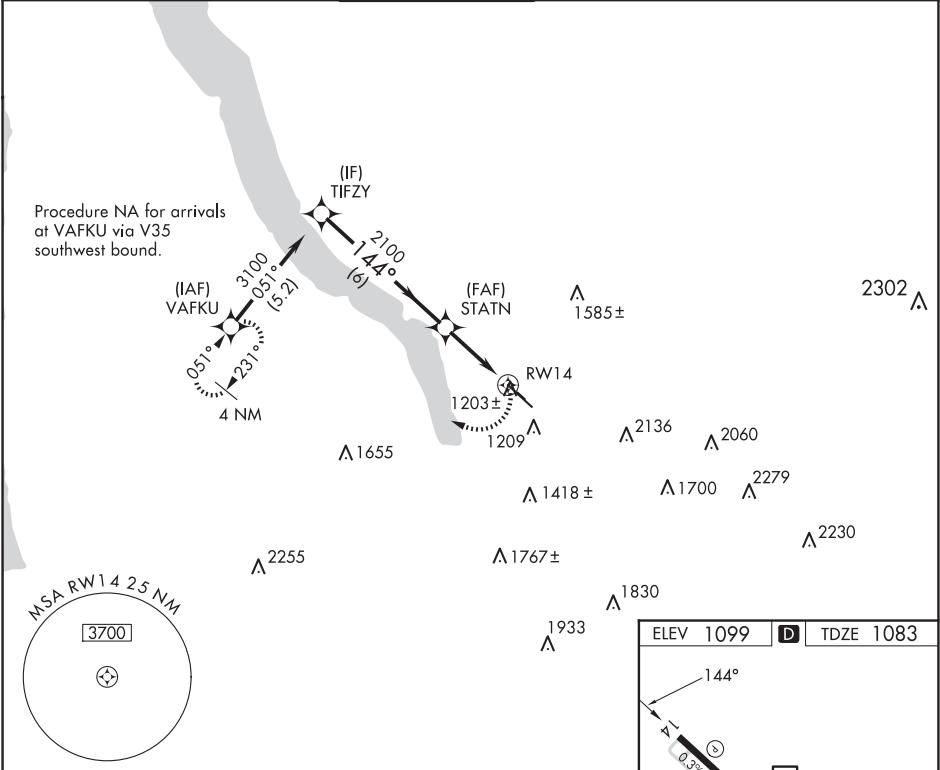 (IF)
TIFZY
Procedure NA for arrivals
at VAFKU via V35
southwest bound.
2100
144°
(6)
3100
051°
(5.2)
(IAF)
VAFKU
(FAF)
STATN
1585±
2302
051°
231°
4 NM
RW14
1203±
1209
2136
2060
1655
1418 ±
1700
2279
2230
2255
1767±
1830
1933
MSA RW14 25 NM
3700
ELEV 1099 D TDZE 1083
144°
14
P
0.3%